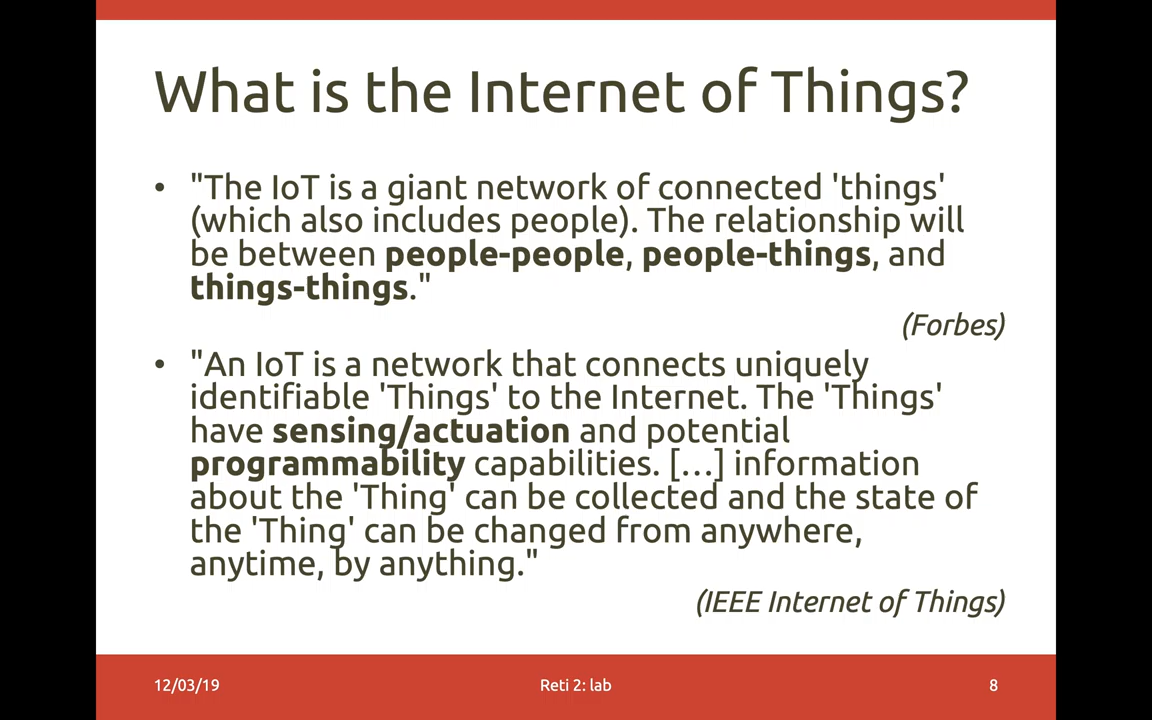 What is the Internet of Things?
• "The IoT is a giant network of connected 'things'
(which also includes people). The relationship will
be between people-people, people-things, and
things-things."
(Forbes)
• "An IoT is a network that connects uniquely
identifiable 'Things' to the Internet. The 'Things'
have sensing/actuation and potential
programmability capabilities. […] information
about the 'Thing' can be collected and the state of
the 'Thing' can be changed from anywhere,
anytime, by anything."
(IEEE Internet of Things)
12/03/19 Reti 2: lab 8